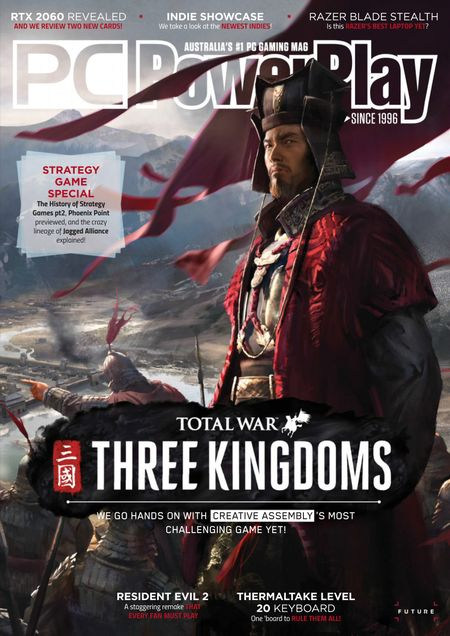 RTX 2060 REVEALED
AND WE REVIEW TWO NEW CARDS!
INDIE SHOWCASE
We take a look at the NEWEST INDIES!
RAZER BLADE STEALTH
Is this RAZER'S BEST LAPTOP YET?
AUSTRALIA'S #1 PC GAMING MAG
PC PowerPlay
SINCE 1996
STRATEGY
GAME
SPECIAL
The History of Strategy
Games pt2, Phoenix Point
previewed, and the crazy
lineage of Jagged Alliance
explained!
TOTAL WAR
三國
THREE KINGDOMS
WE GO HANDS ON WITH CREATIVE ASSEMBLY'S MOST
CHALLENGING GAME YET!
RESIDENT EVIL 2
A staggering remake THAT
EVERY FAN MUST PLAY
THERMALTAKE LEVEL
20 KEYBOARD
One 'board to RULE THEM ALL!
FUTURE